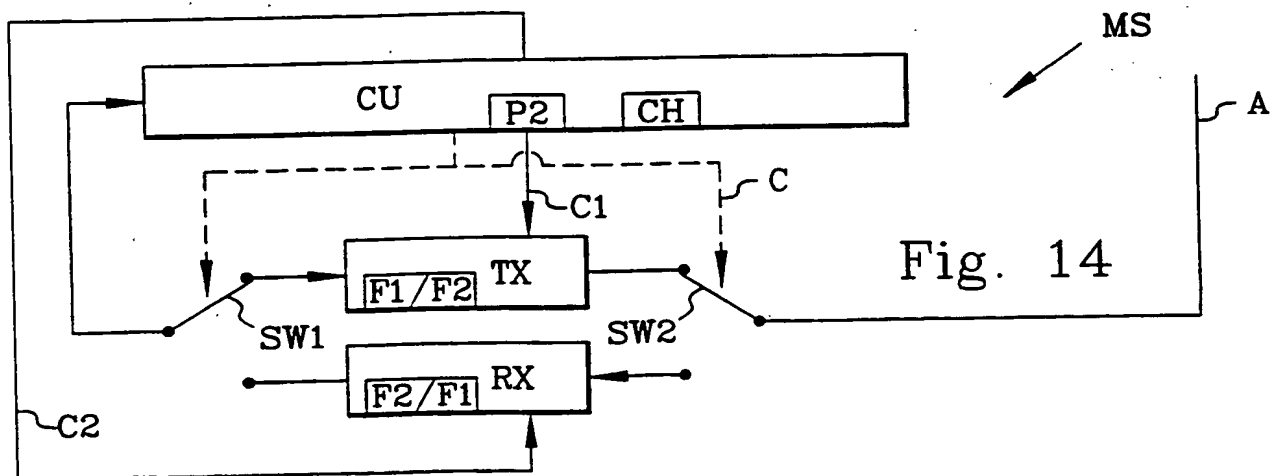 MS
CU
P2
CH
A
C
C1
TX
F1/F2
Fig. 14
SW1
SW2
RX
F2/F1
C2